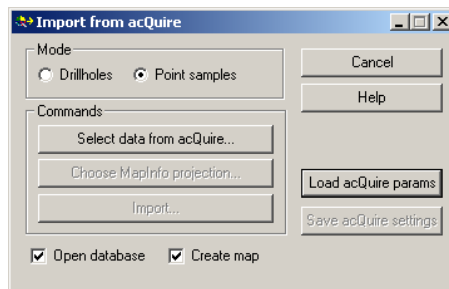 Import from acQuire
Mode
Drillholes Point samples
Cancel
Help
Commands
Select data from acQuire...
Choose MapInfo projection...
Import...
Load acQuire params
Save acQuire settings
Open database Create map